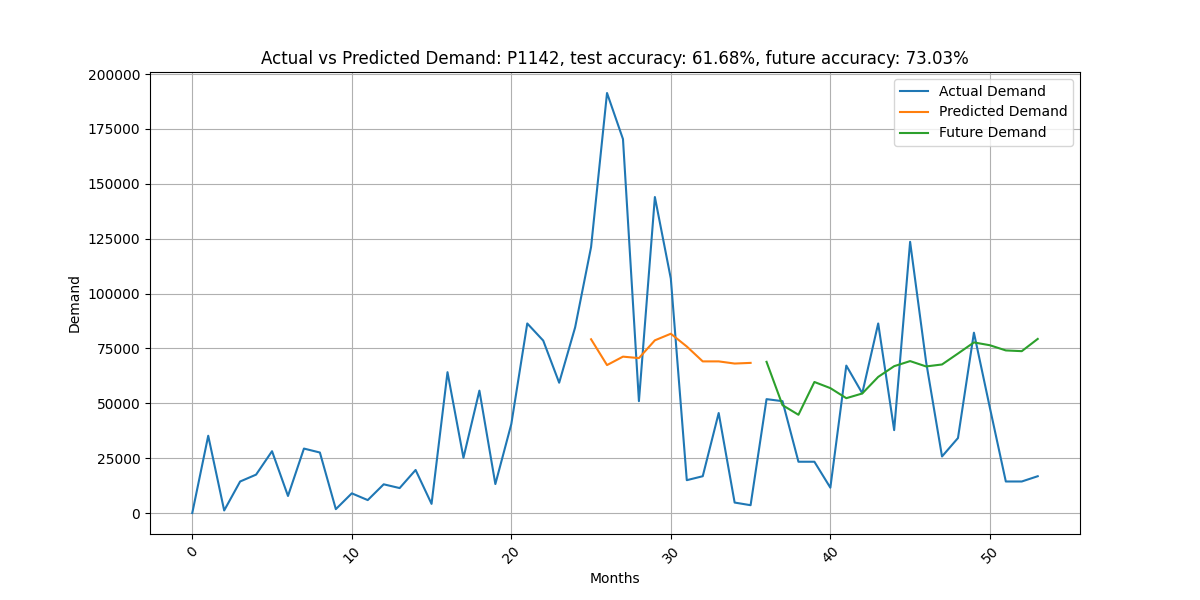 Actual vs Predicted Demand: P1142, test accuracy: 61.68%, future accuracy: 73.03%
200000
175000
150000
125000
100000
75000
50000
25000
0
Demand
Actual Demand
Predicted Demand
Future Demand
0
10
20
30
40
50
Months